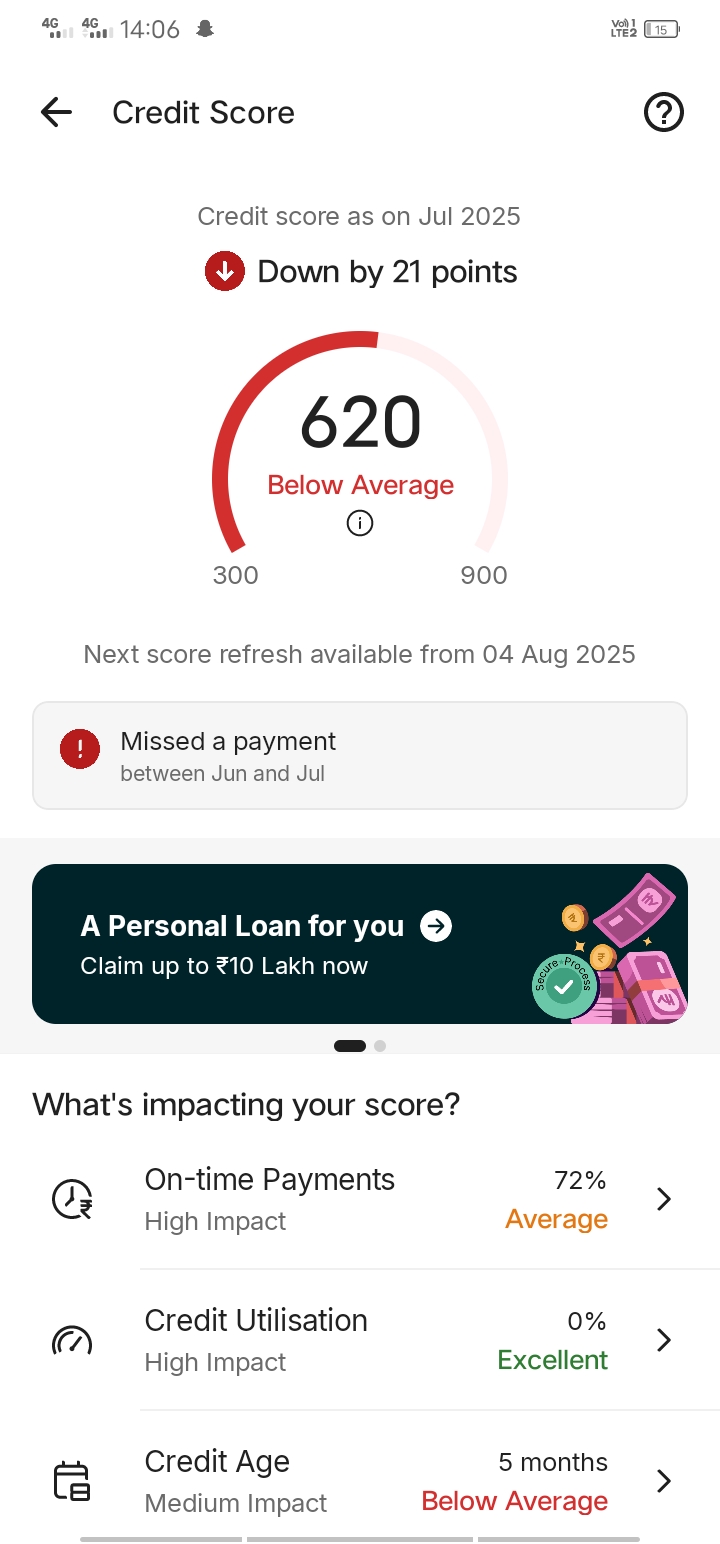 4G 4G 14:06 Vo)) 1 LTE2 15
Credit Score
Credit score as on Jul 2025
Down by 21 points
620
Below Average
300 900
Next score refresh available from 04 Aug 2025
Missed a payment
between Jun and Jul
A Personal Loan for you
Claim up to ₹10 Lakh now
Secure Process
What's impacting your score?
On-time Payments 72%
High Impact Average
Credit Utilisation 0%
High Impact Excellent
Credit Age 5 months
Medium Impact Below Average